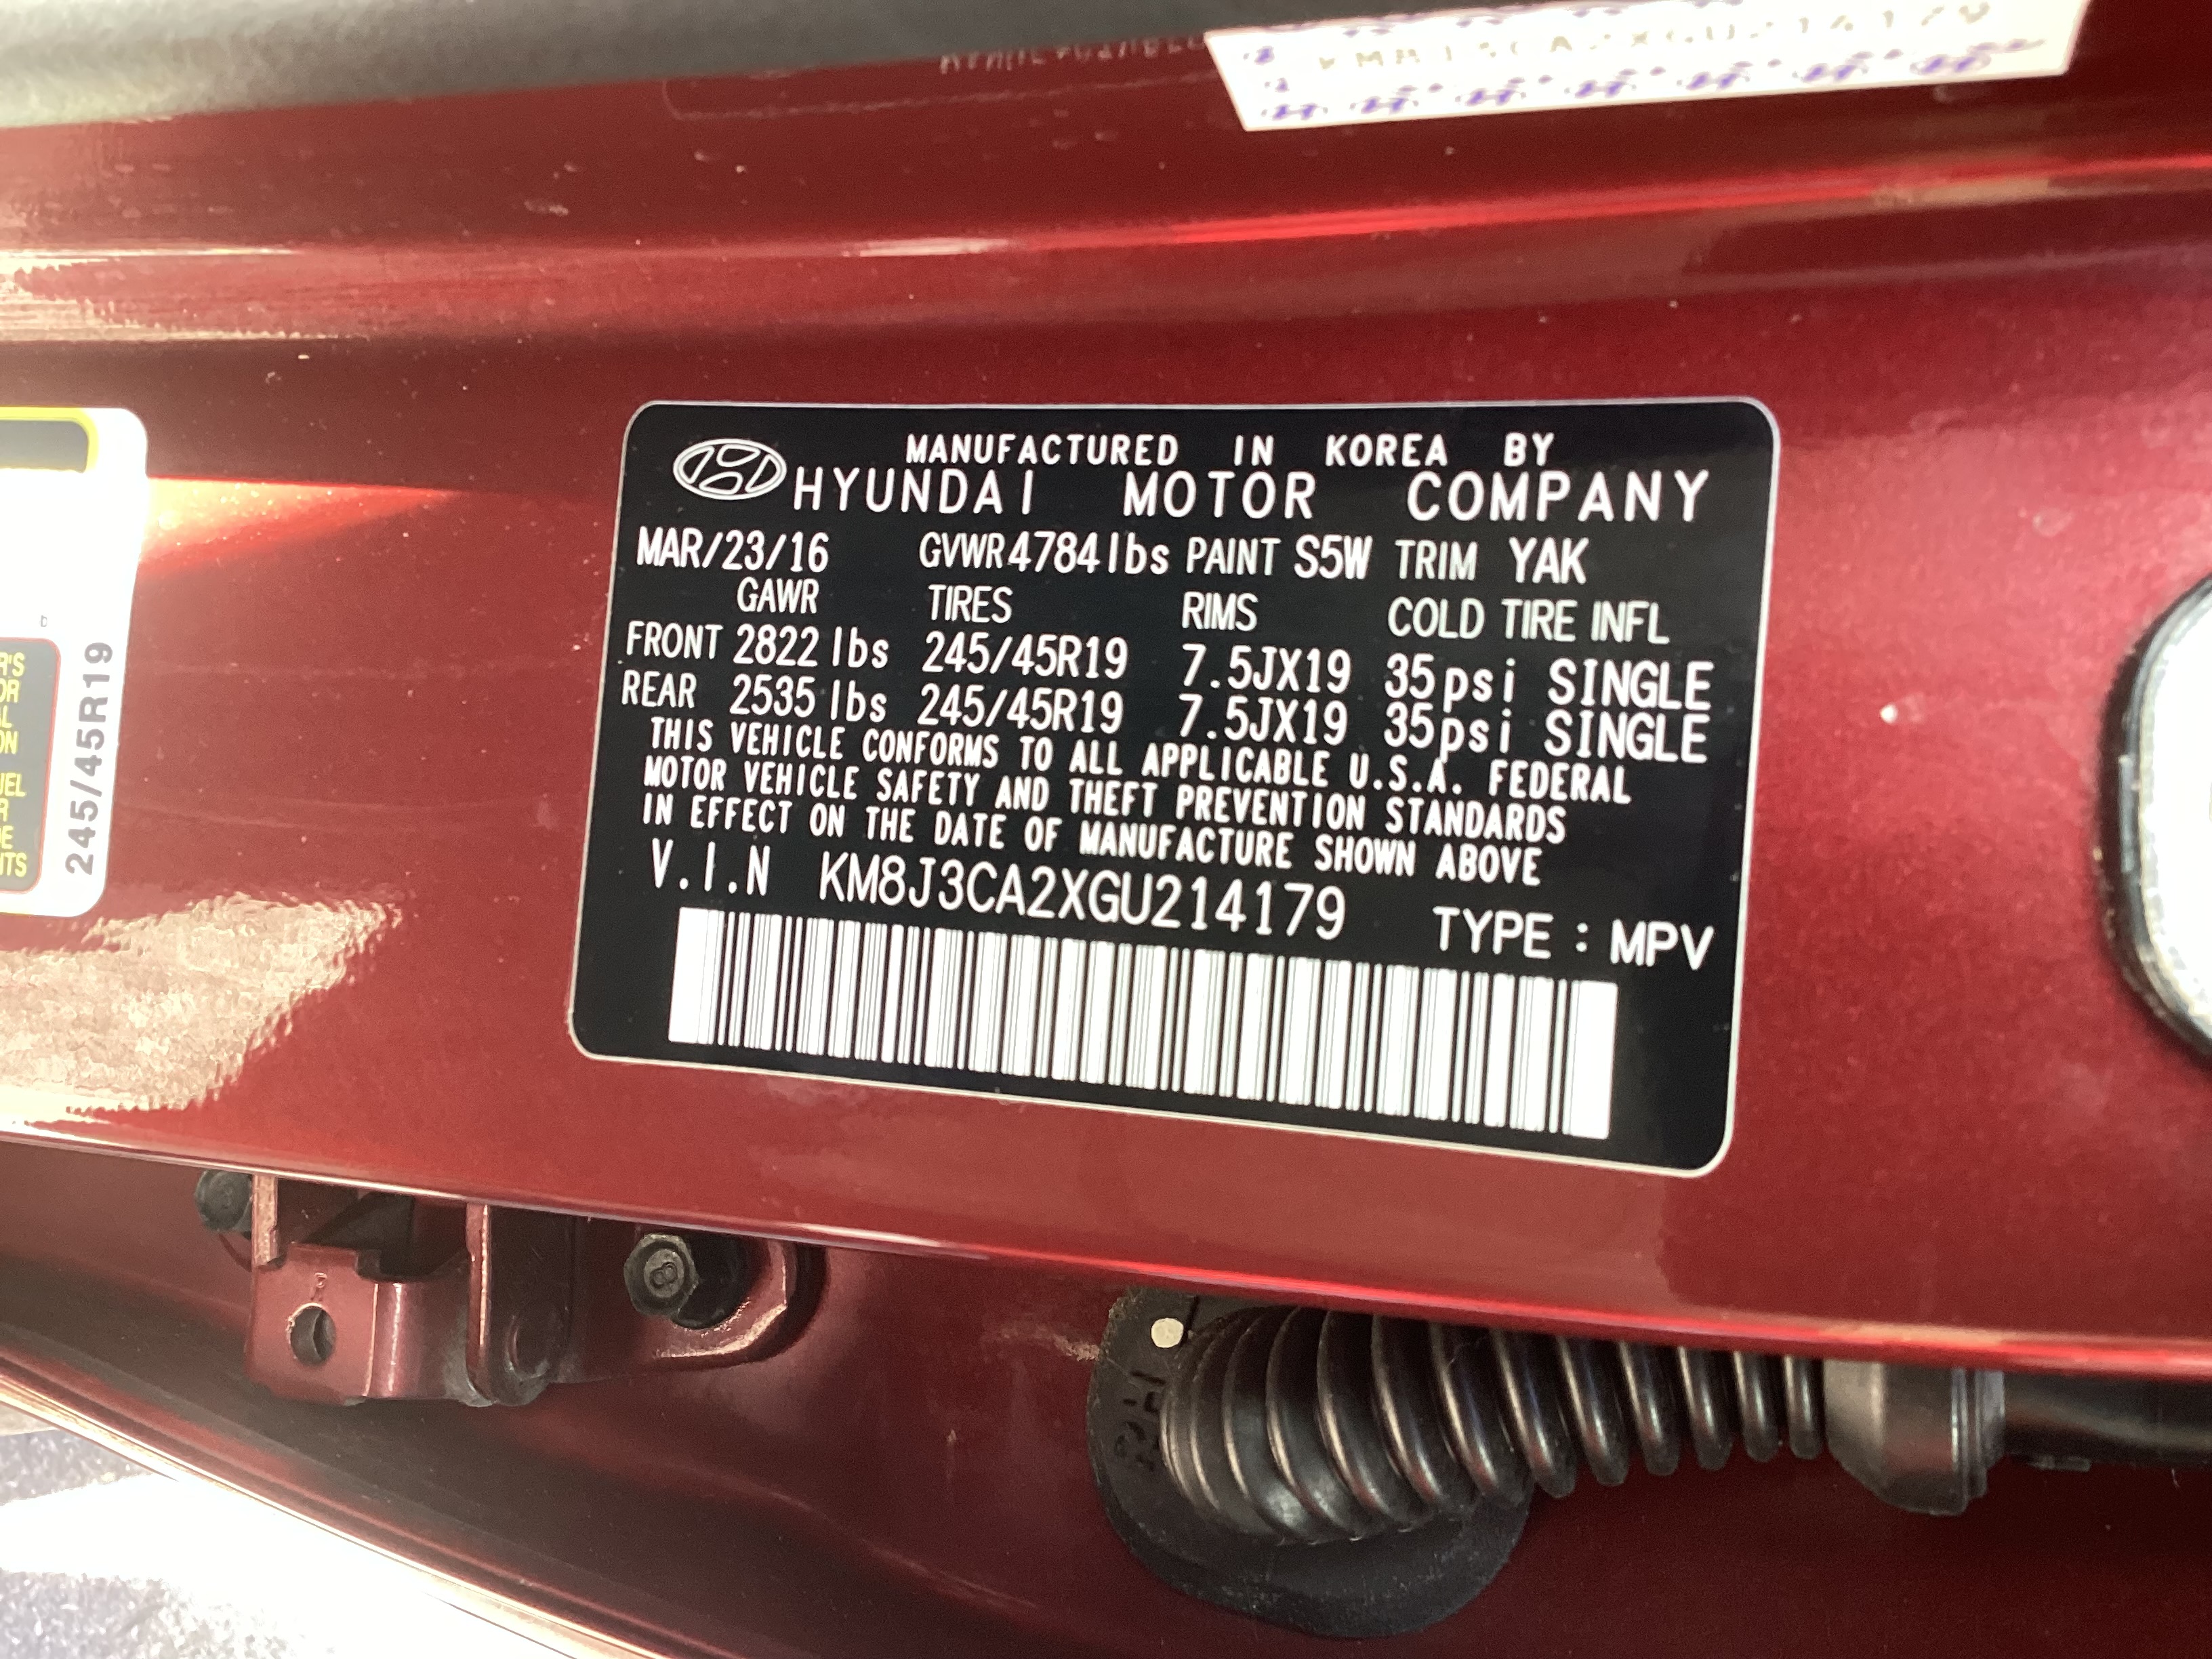 MANUFACTURED IN KOREA BY
HYUNDAI MOTOR COMPANY
MAR/23/16 GVWR 4784 lbs PAINT S5W TRIM YAK
GAWR TIRES RIMS COLD TIRE INFL
FRONT 2822 lbs 245/45R19 7.5JX19 35psi SINGLE
REAR 2535 lbs 245/45R19 7.5JX19 35psi SINGLE
THIS VEHICLE CONFORMS TO ALL APPLICABLE U.S.A. FEDERAL
MOTOR VEHICLE SAFETY AND THEFT PREVENTION STANDARDS
IN EFFECT ON THE DATE OF MANUFACTURE SHOWN ABOVE
V.I.N KM8J3CA2XGU214179 TYPE : MPV
245/45R19
8